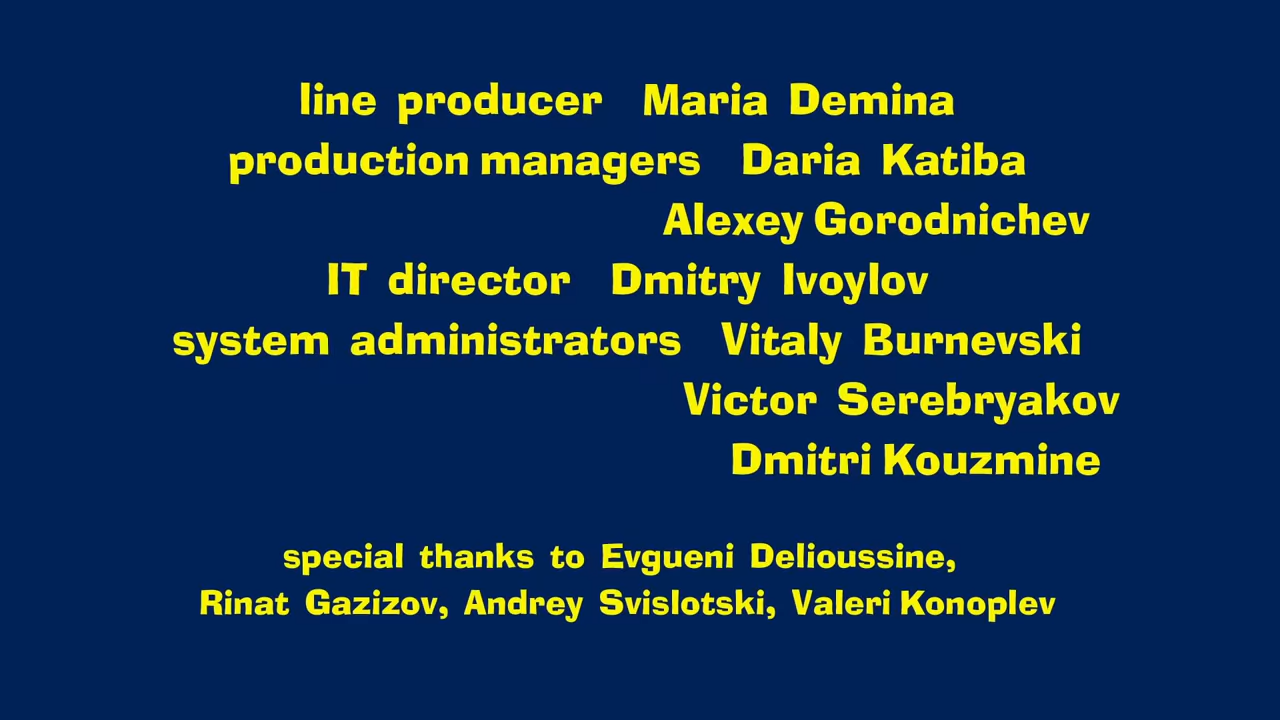 line producer Maria Demina
production managers Daria Katiba
Alexey Gorodnichev
IT director Dmitry Ivoylov
system administrators Vitaly Burnevski
Victor Serebryakov
Dmitri Kouzmine
special thanks to Evgueni Delioussine,
Rinat Gazizov, Andrey Svislotski, Valeri Konoplev